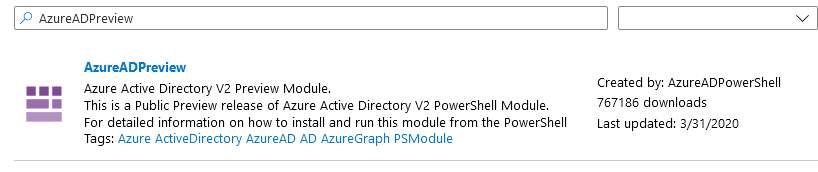 AzureADPreview
AzureADPreview
Azure Active Directory V2 Preview Module.
This is a Public Preview release of Azure Active Directory V2 PowerShell Module.
For detailed information on how to install and run this module from the PowerShell
Tags: Azure ActiveDirectory AzureAD AD AzureGraph PSModule
Created by: AzureADPowerShell
767186 downloads
Last updated: 3/31/2020